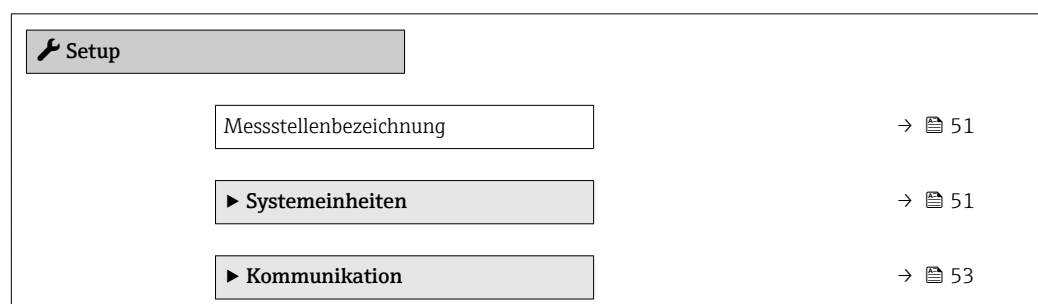 Setup
Messstellenbezeichnung → 51
▶ Systemeinheiten → 51
▶ Kommunikation → 53